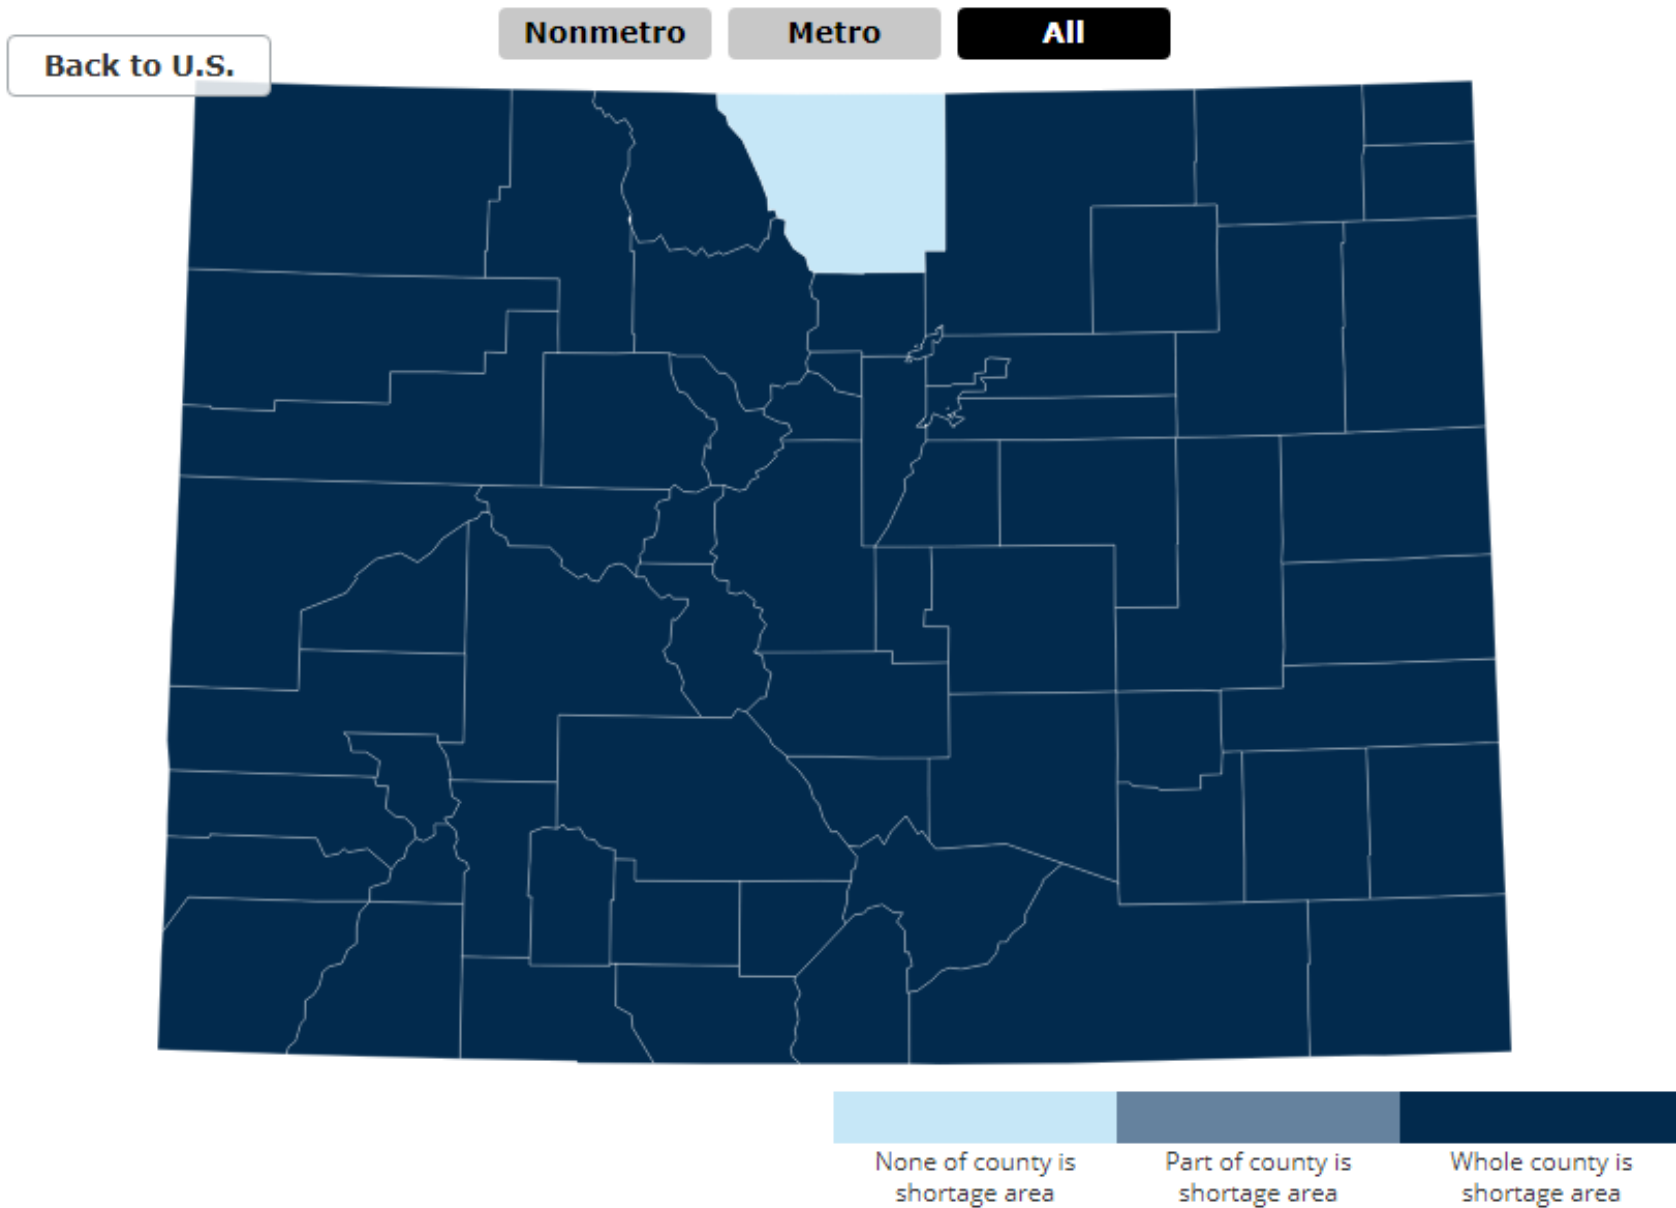 Nonmetro
Metro
All
Back to U.S.
None of county is
shortage area
Part of county is
shortage area
Whole county is
shortage area